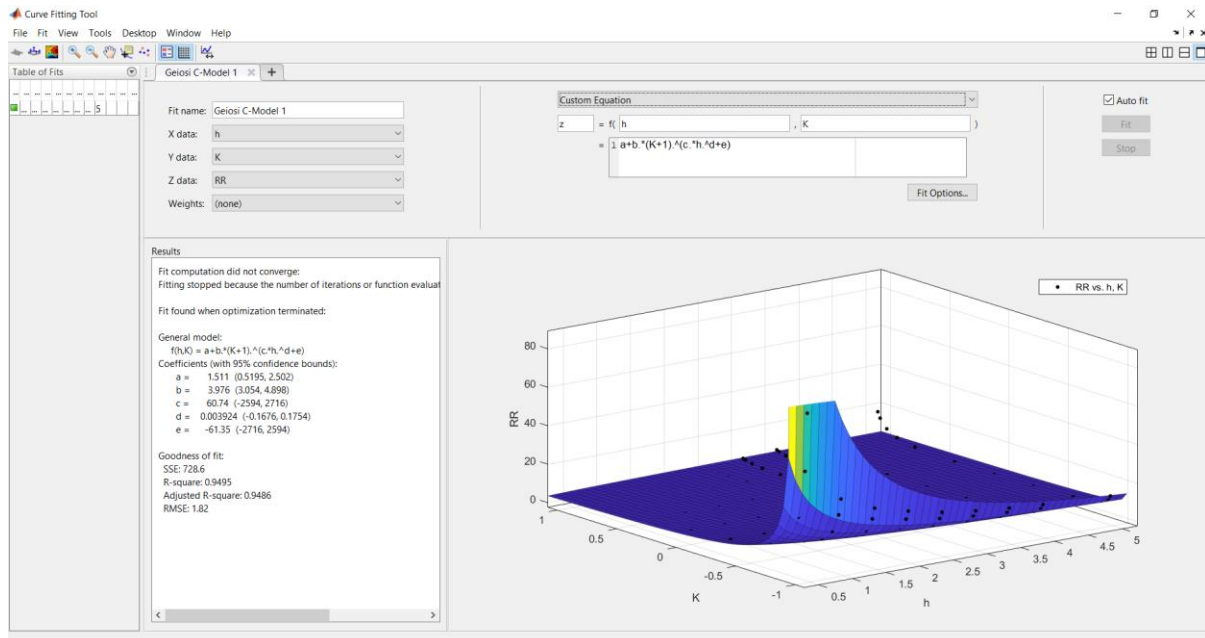 Curve Fitting Tool
File Fit View Tools Desktop Window Help
Table of Fits
Geiosi C-Model 1
5
Fit name: Geiosi C-Model 1
X data: h
Y data: K
Z data: RR
Weights: (none)
Custom Equation
z = f( h , K )
= 1 a+b.*(K+1).^(c.*h.^d+e)
Fit Options...
Auto fit
Fit
Stop
Results
Fit computation did not converge:
Fitting stopped because the number of iterations or function evaluat
Fit found when optimization terminated:
General model:
f(h,K) = a+b.*(K+1).^(c.*h.^d+e)
Coefficients (with 95% confidence bounds):
a = 1.511 (0.5195, 2.502)
b = 3.976 (3.054, 4.898)
c = 60.74 (-2594, 2716)
d = 0.003924 (-0.1676, 0.1754)
e = -61.35 (-2716, 2594)
Goodness of fit:
SSE: 728.6
R-square: 0.9495
Adjusted R-square: 0.9486
RMSE: 1.82
RR vs. h, K
RR
80
60
40
20
0
1
0.5
0
-0.5
-1
K
0.5
1
1.5
2
2.5
3
3.5
4
4.5
5
h